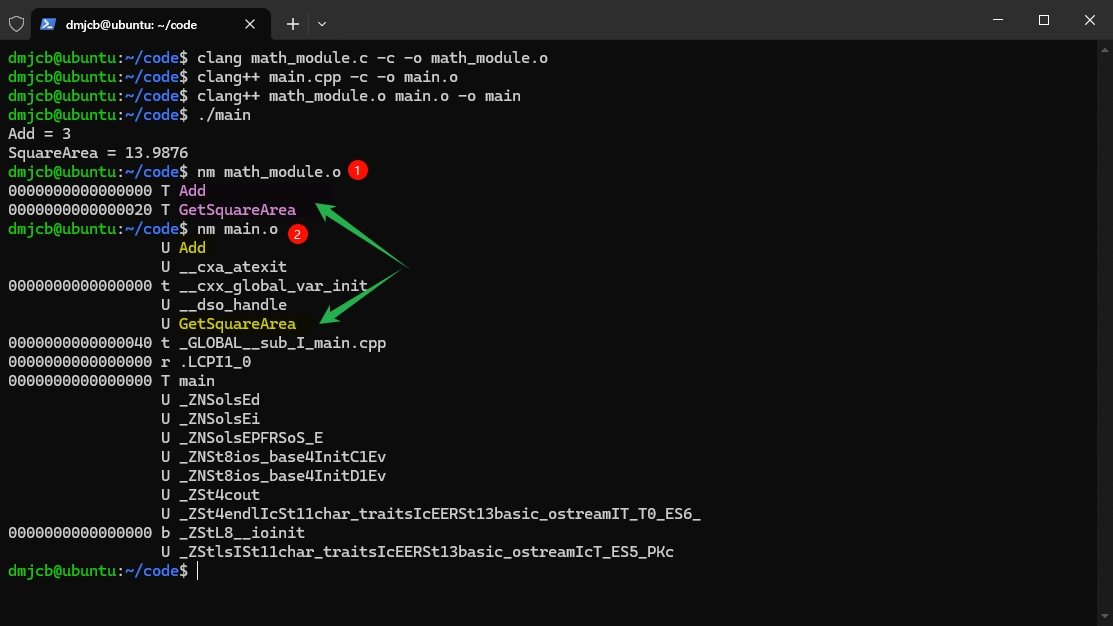 dmjcb@ubuntu: ~/code
dmjcb@ubuntu:~/code$ clang math_module.c -c -o math_module.o
dmjcb@ubuntu:~/code$ clang++ main.cpp -c -o main.o
dmjcb@ubuntu:~/code$ clang++ math_module.o main.o -o main
dmjcb@ubuntu:~/code$ ./main
Add = 3
SquareArea = 13.9876
dmjcb@ubuntu:~/code$ nm math_module.o 1
0000000000000000 T Add
0000000000000020 T GetSquareArea
dmjcb@ubuntu:~/code$ nm main.o 2
U Add
U __cxa_atexit
0000000000000000 t __cxx_global_var_init
U __dso_handle
U GetSquareArea
0000000000000040 t _GLOBAL__sub_I_main.cpp
0000000000000000 r .LCPI1_0
0000000000000000 T main
U _ZNSolsEd
U _ZNSolsEi
U _ZNSolsEPFRSoS_E
U _ZNSt8ios_base4InitC1Ev
U _ZNSt8ios_base4InitD1Ev
U _ZSt4cout
U _ZSt4endlIcSt11char_traitsIcEERSt13basic_ostreamIT_T0_ES6_
0000000000000000 b _ZStL8__ioinit
U _ZStlsISt11char_traitsIcEERSt13basic_ostreamIcT_ES5_PKc
dmjcb@ubuntu:~/code$